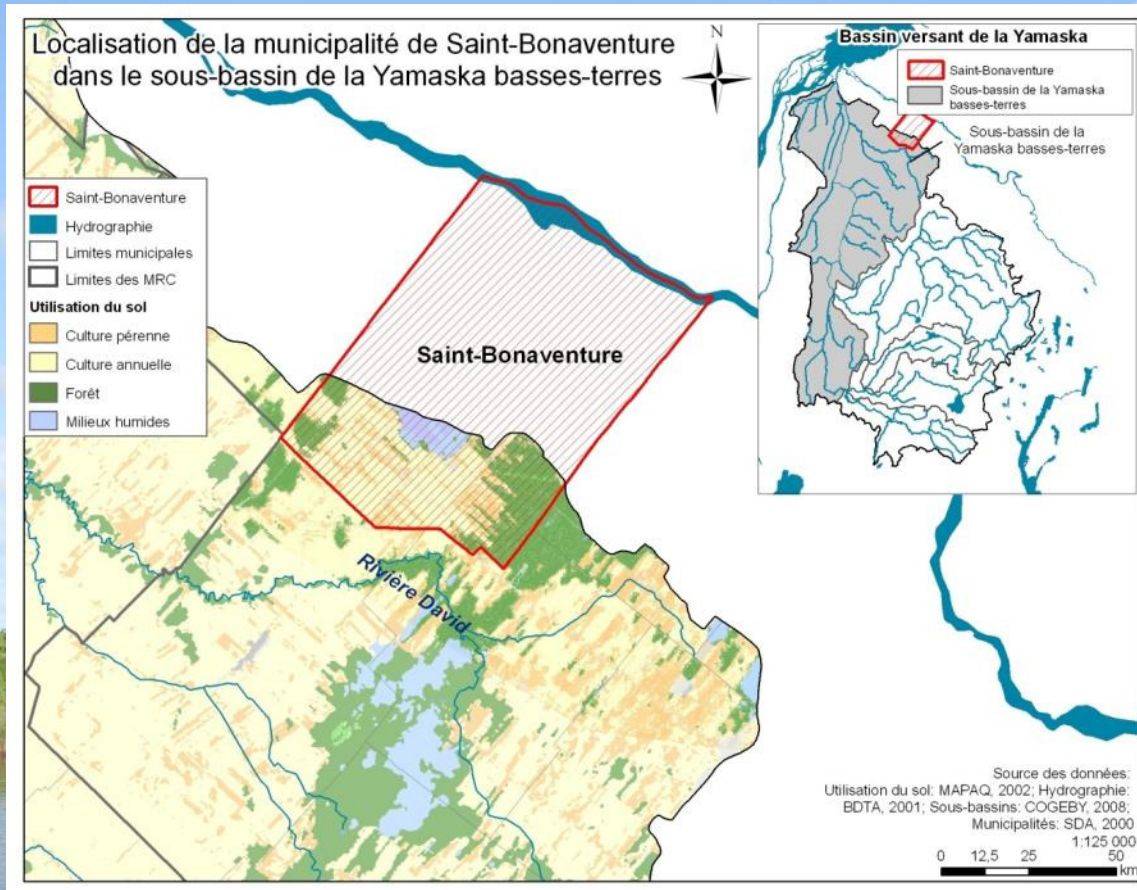 Localisation de la municipalité de Saint-Bonaventure
dans le sous-bassin de la Yamaska basses-terres
N
Bassin versant de la Yamaska
Saint-Bonaventure
Sous-bassin de la Yamaska
basses-terres
Sous-bassin de la
Yamaska basses-terres
Saint-Bonaventure
Hydrographie
Limites municipales
Limites des MRC
Utilisation du sol
Culture pérenne
Culture annuelle
Forêt
Milieux humides
Saint-Bonaventure
Rivière David
Source des données:
Utilisation du sol: MAPAQ, 2002; Hydrographie:
BDTA, 2001; Sous-bassins: COGEBY, 2008;
Municipalités: SDA, 2000
1:125 000
0 12,5 25 50
km